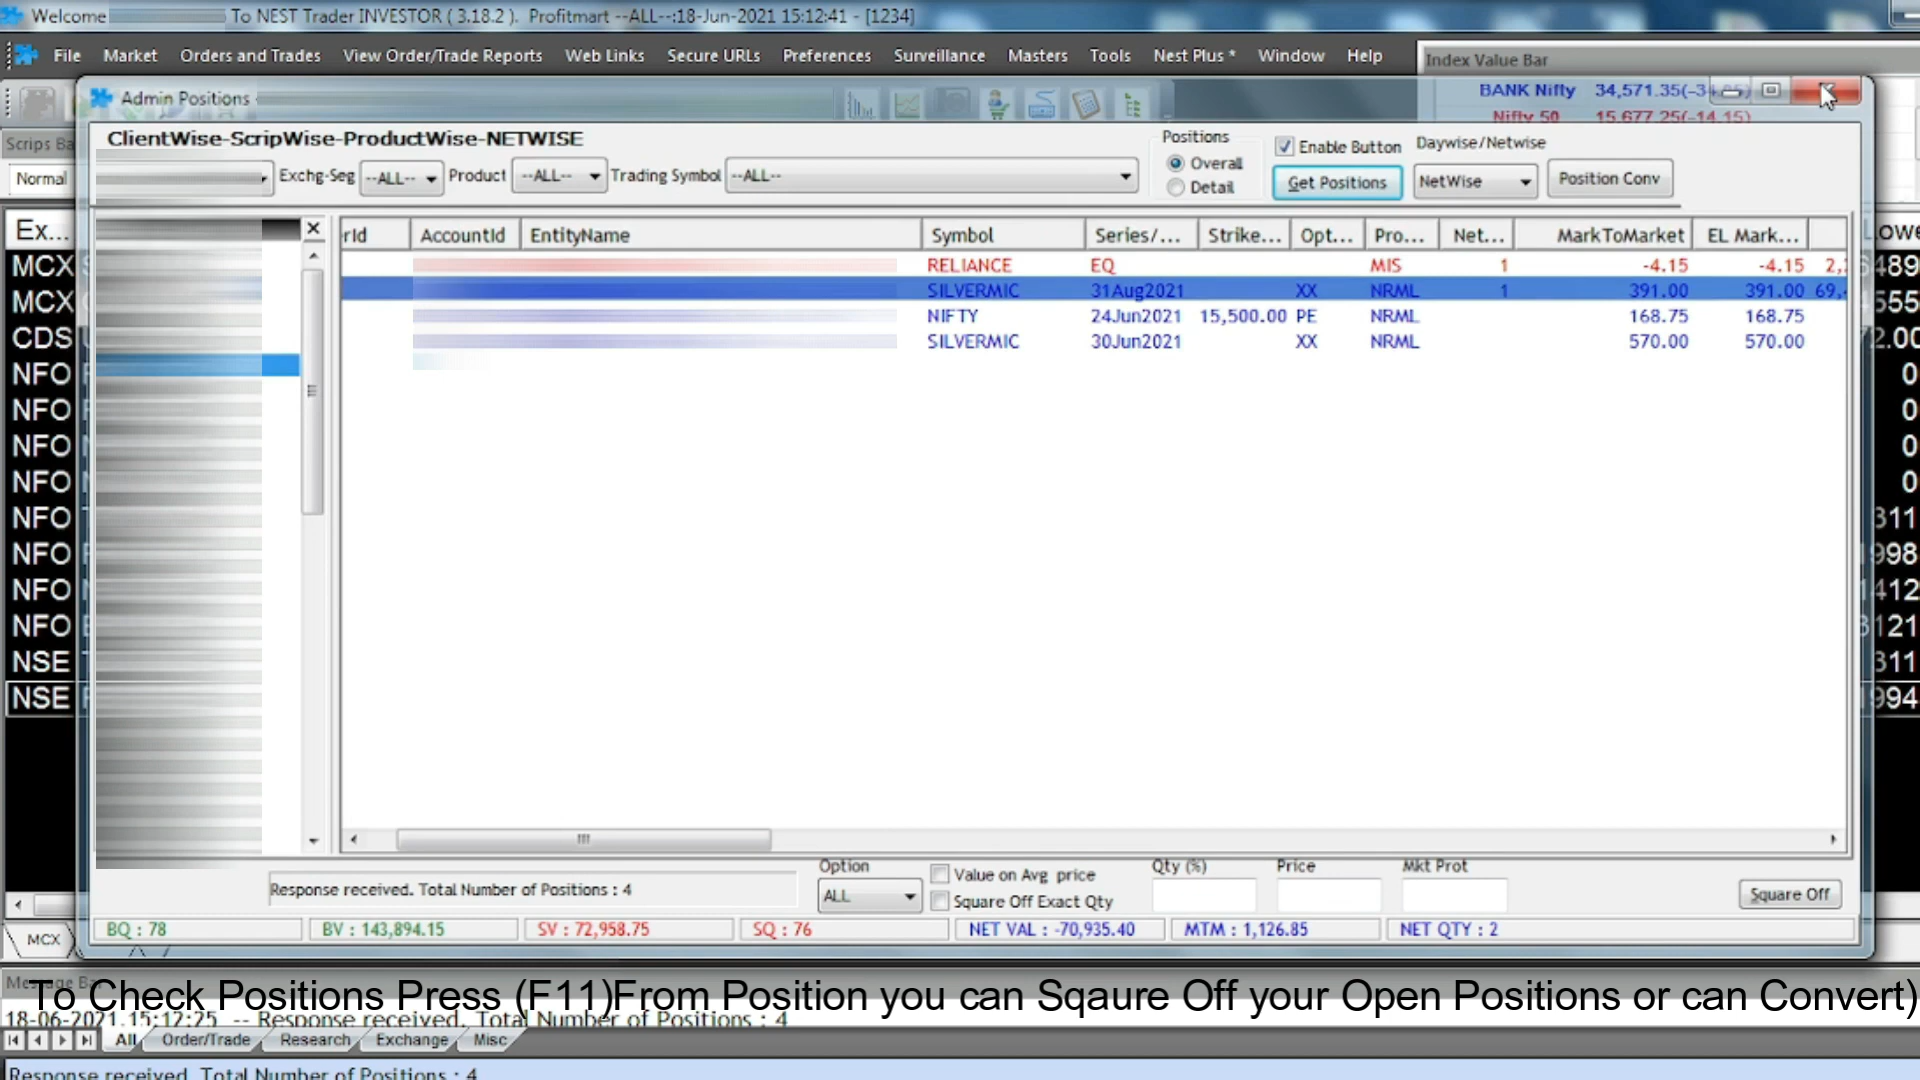 Welcome To NEST Trader INVESTOR ( 3.18.2 ). Profitmart --ALL--:18-Jun-2021 15:12:41 - [1234]
File Market Orders and Trades View Order/Trade Reports Web Links Secure URLs Preferences Surveillance Masters Tools Nest Plus * Window Help
Index Value Bar
BANK Nifty 34,571.35
Nifty 50 15,677.25(-14.15)
Admin Positions
Scrips Ba
Normal
ClientWise-ScripWise-ProductWise-NETWISE
Exchg-Seg --ALL-- Product --ALL-- Trading Symbol --ALL--
Positions
Overall
Detail
Enable Button
Get Positions
Daywise/Netwise
NetWise
Position Conv
rId AccountId EntityName Symbol Series/... Strike... Opt... Pro... Net... MarkToMarket EL Mark...
RELIANCE EQ MIS 1 -4.15 -4.15
SILVERMIC 31Aug2021 XX NRML 1 391.00 391.00
NIFTY 24Jun2021 15,500.00 PE NRML 168.75 168.75
SILVERMIC 30Jun2021 XX NRML 570.00 570.00
Ex...
MCX
MCX
CDS
NFO
NFO
NFO
NFO
NFO
NFO
NFO
NFO
NSE
NSE
Response received. Total Number of Positions : 4
Option
ALL
Value on Avg price
Square Off Exact Qty
Qty (%)
Price
Mkt Prot
Square Off
BQ : 78 BV : 143,894.15 SV : 72,958.75 SQ : 76 NET VAL : -70,935.40 MTM : 1,126.85 NET QTY : 2
MCX
To Check Positions Press (F11)From Position you can Sqaure Off your Open Positions or can Convert)
18-06-2021 15:12:25 -- Response received. Total Number of Positions : 4
All Order/Trade Research Exchange Misc
Response received. Total Number of Positions : 4